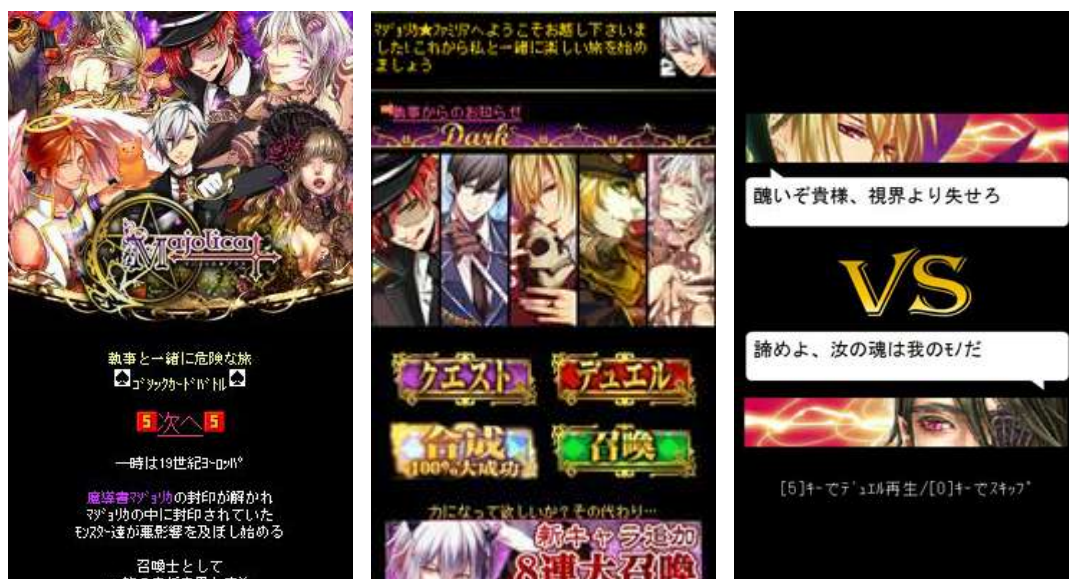 Majolica
執事と一緒に危険な旅
♠ｺﾞｼｯｸｶｰﾄﾞﾊﾞﾄﾙ♠
5次へ5
―時は19世紀ﾖｰﾛｯﾊﾟ
魔導書ﾏｼﾞｮﾘｶの封印が解かれ
ﾏｼﾞｮﾘｶの中に封印されていた
ﾓﾝｽﾀｰ達が悪影響を及ぼし始める
召喚士として
ﾏｼﾞｮﾘｶ★ﾌｧﾐﾘｱへようこそお越し下さいま
した!これから私と一緒に楽しい旅を始め
ましょう
執事からのお知らせ
Dark
クエスト
デュエル
合成
100%大成功
召喚
力になって欲しいか?その代わり…
新キャラ追加
8連大召喚
醜いぞ貴様、視界より失せろ
VS
諦めよ、汝の魂は我のﾓﾉだ
[5]ｷｰでﾃﾞｭｴﾙ再生/[0]ｷｰでｽｷｯﾌﾟ